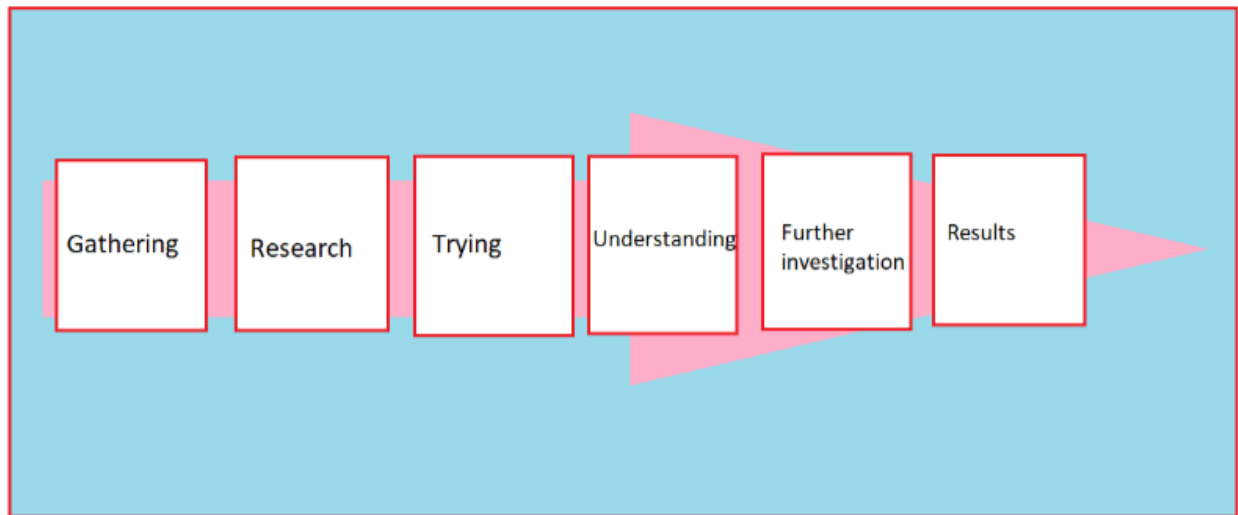 Gathering
Research
Trying
Understanding
Further
investigation
Results